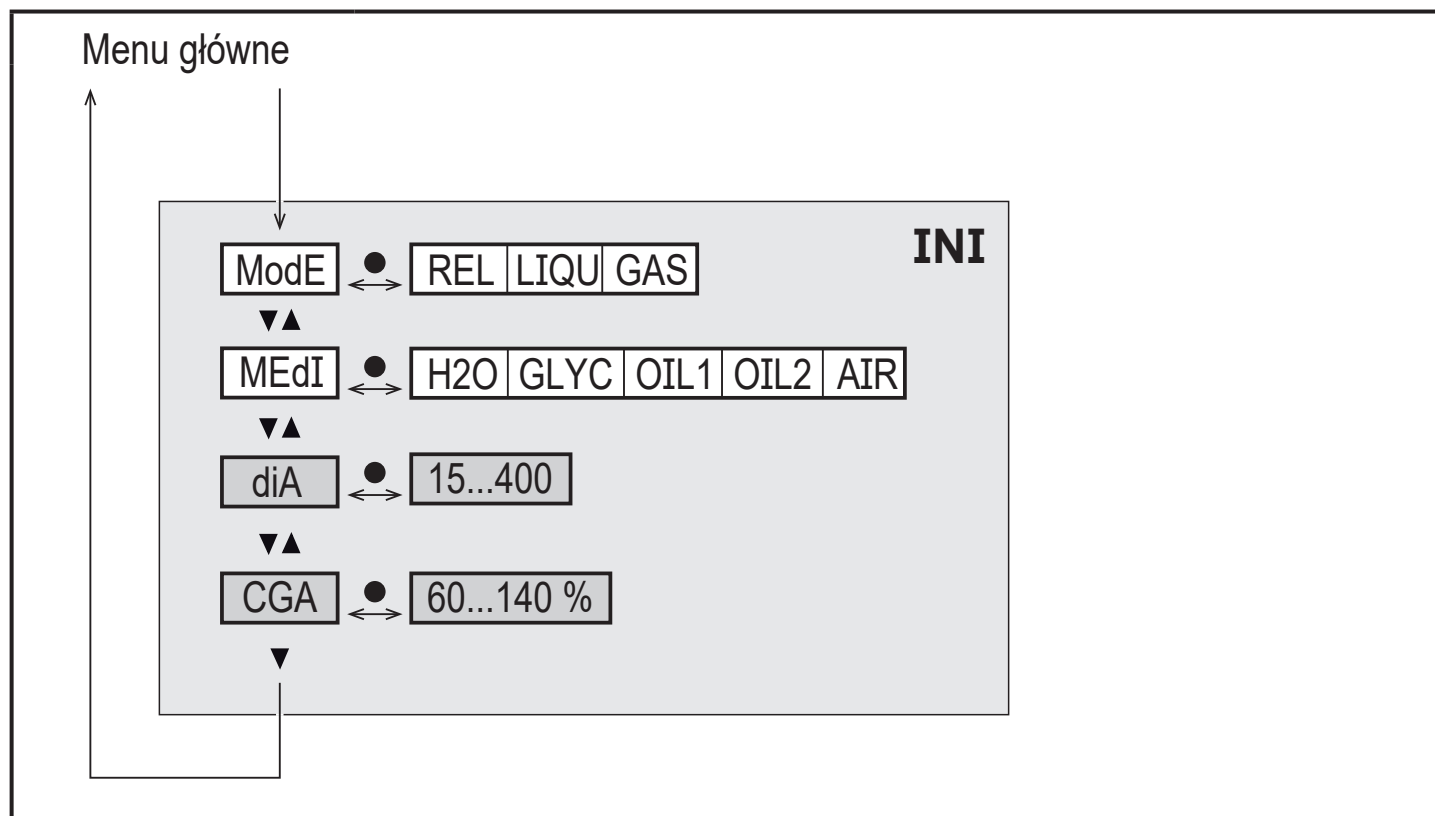 Menu główne
INI
ModE REL LIQU GAS
MEdI H2O GLYC OIL1 OIL2 AIR
diA 15...400
CGA 60...140 %